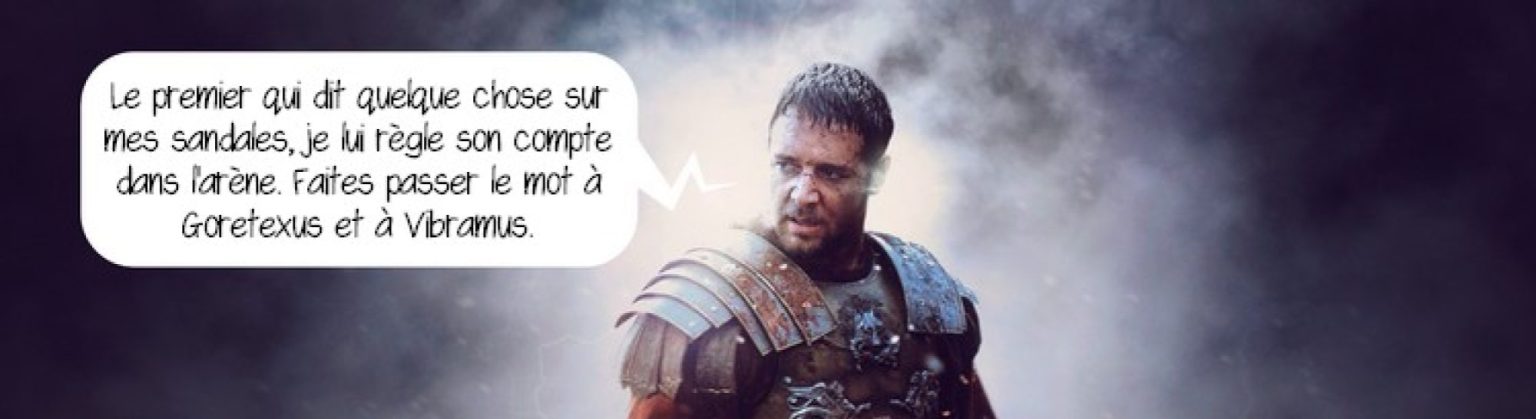 Le premier qui dit quelque chose sur
mes sandales, je lui règle son compte
dans l'arène. Faites passer le mot à
Goretexus et à Vibramus.